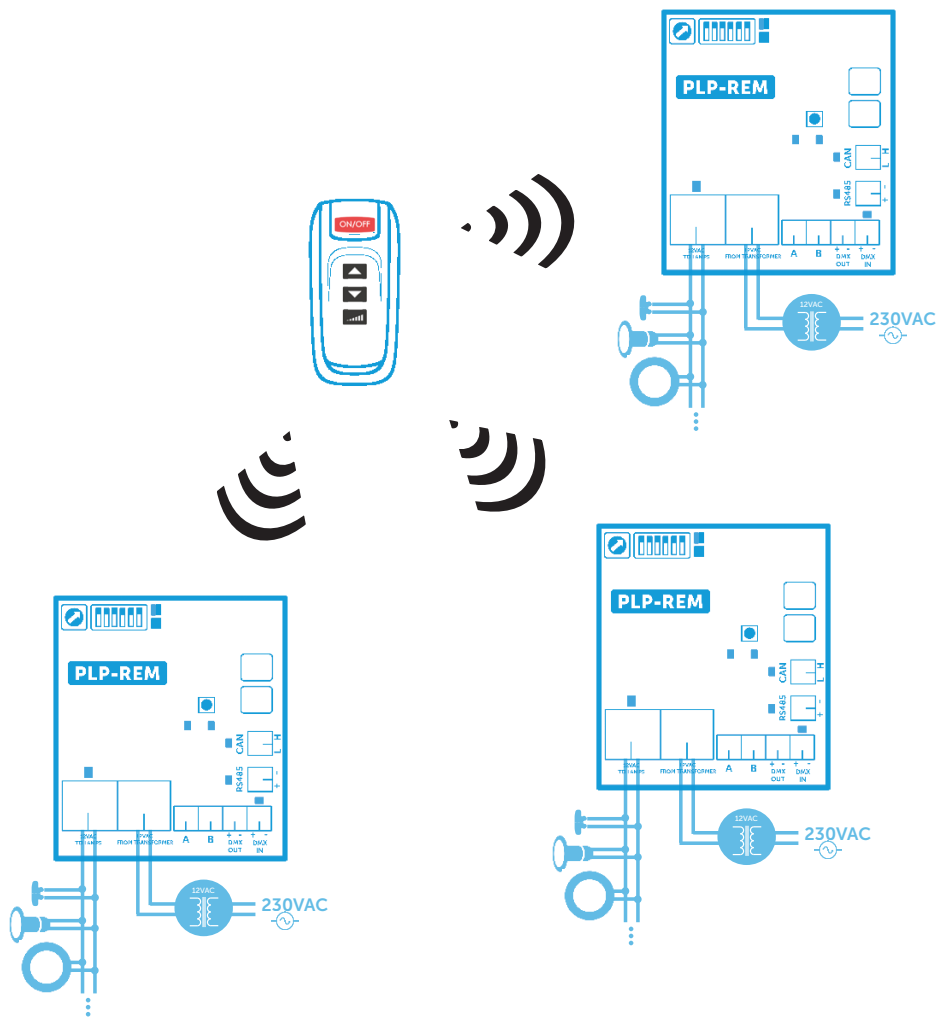 PLP-REM
CAN
L H
RS485
+ -
12VAC
TO LAMPS
12VAC
FROM TRANSFORMER
A
B
+ -
DMX
OUT
+ -
DMX
IN
12VAC
230VAC
ON/OFF
PLP-REM
CAN
L H
RS485
+ -
12VAC
TO LAMPS
12VAC
FROM TRANSFORMER
A
B
+ -
DMX
OUT
+ -
DMX
IN
12VAC
230VAC
PLP-REM
CAN
L H
RS485
+ -
12VAC
TO LAMPS
12VAC
FROM TRANSFORMER
A
B
+ -
DMX
OUT
+ -
DMX
IN
12VAC
230VAC